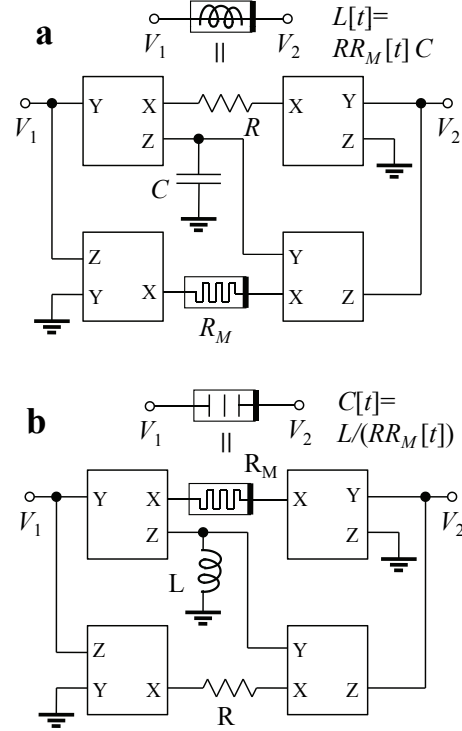 a
V1 V2
L[t]=
RRM[t] C
=
Y X R X Y
V1 Z Z V2
C
Z Y
Y X X Z
RM
b
V1 V2
C[t]=
L/(RRM[t])
=
RM
Y X X Y
V1 Z Z V2
L
Z Y
Y X X Z
R